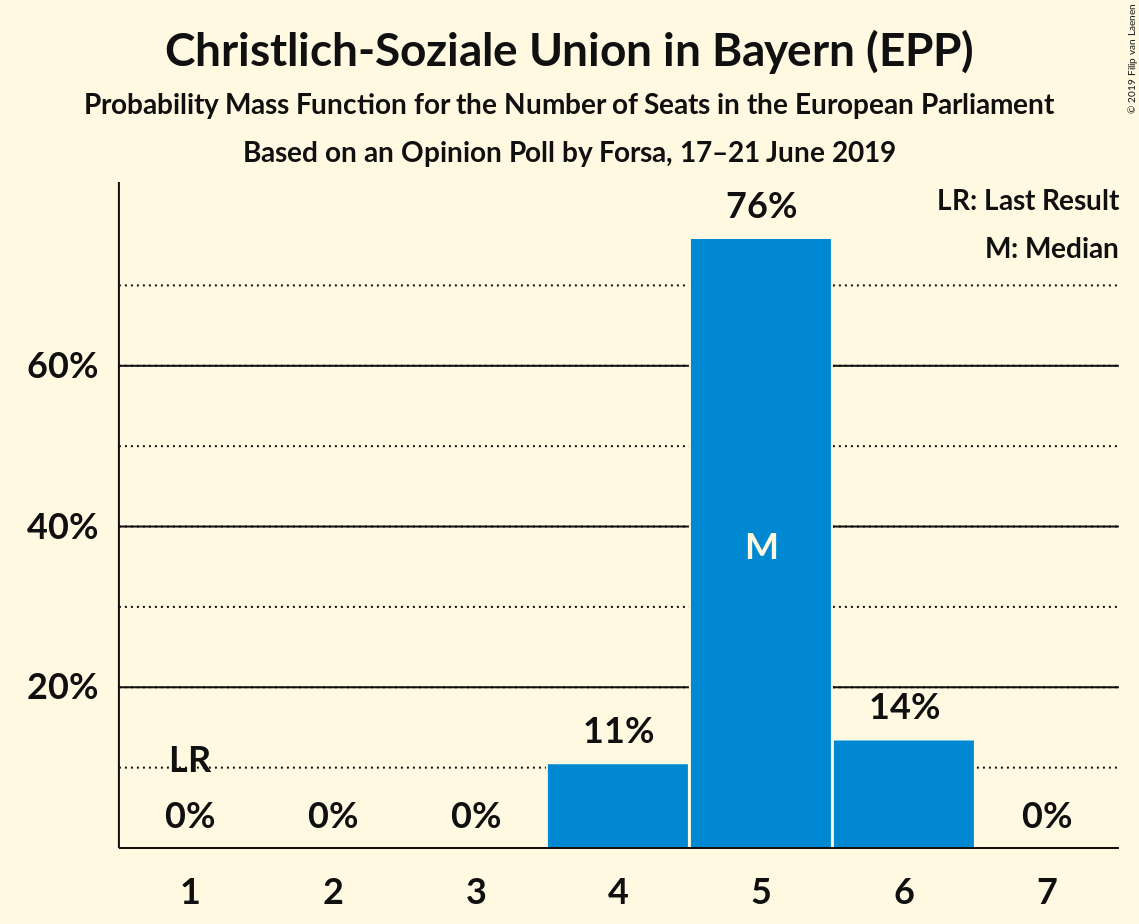 Christlich-Soziale Union in Bayern (EPP)
Probability Mass Function for the Number of Seats in the European Parliament
Based on an Opinion Poll by Forsa, 17–21 June 2019
© 2019 Filip van Laenen
LR: Last Result
M: Median
76%
60%
40%
M
20%
14%
11%
LR
0%
0%
0%
0%
1
2
3
4
5
6
7